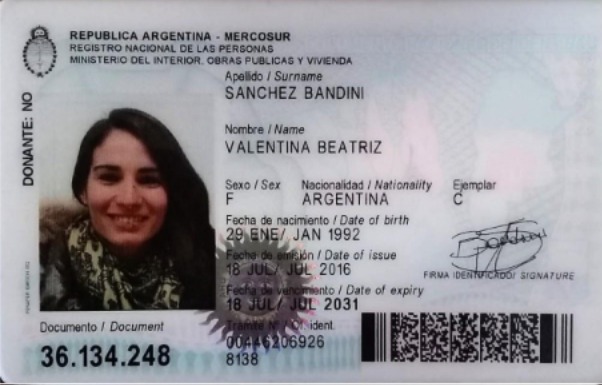 REPUBLICA ARGENTINA - MERCOSUR
REGISTRO NACIONAL DE LAS PERSONAS
MINISTERIO DEL INTERIOR, OBRAS PUBLICAS Y VIVIENDA
Apellido / Surname
SANCHEZ BANDINI
Nombre / Name
VALENTINA BEATRIZ
Sexo / Sex Nacionalidad / Nationality Ejemplar
F ARGENTINA C
Fecha de nacimiento / Date of birth
29 ENE/ JAN 1992
Fecha de emisión / Date of issue
18 JUL/ JUL 2016
Fecha de vencimiento / Date of expiry
18 JUL/ JUL 2031
Trámite Nº / Of. ident.
00446206926
8138
FIRMA IDENTIFICADO/ SIGNATURE
Documento / Document
36.134.248
DONANTE: NO